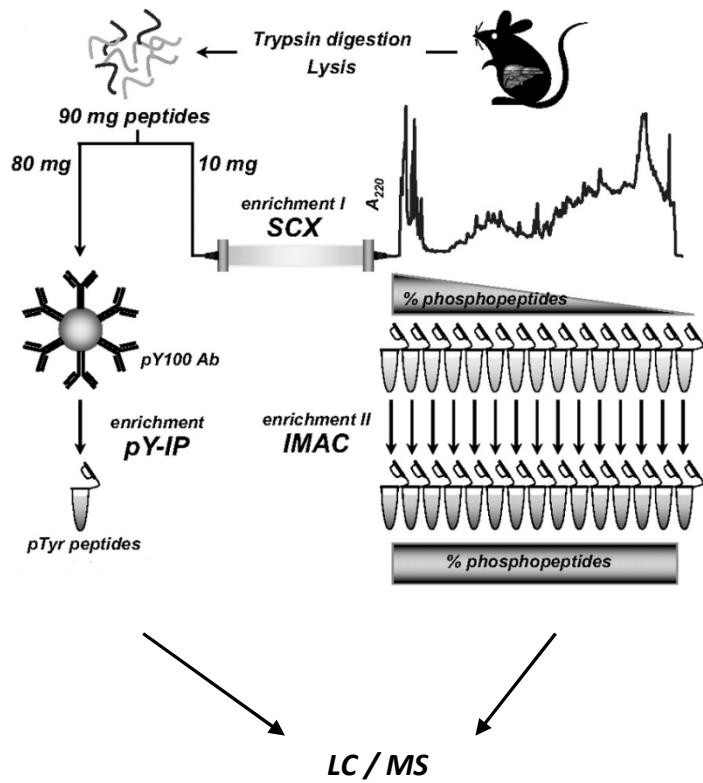 Trypsin digestion
Lysis
90 mg peptides
80 mg
10 mg
enrichment I
SCX
A220
% phosphopeptides
pY100 Ab
enrichment
pY-IP
enrichment II
IMAC
pTyr peptides
% phosphopeptides
LC / MS